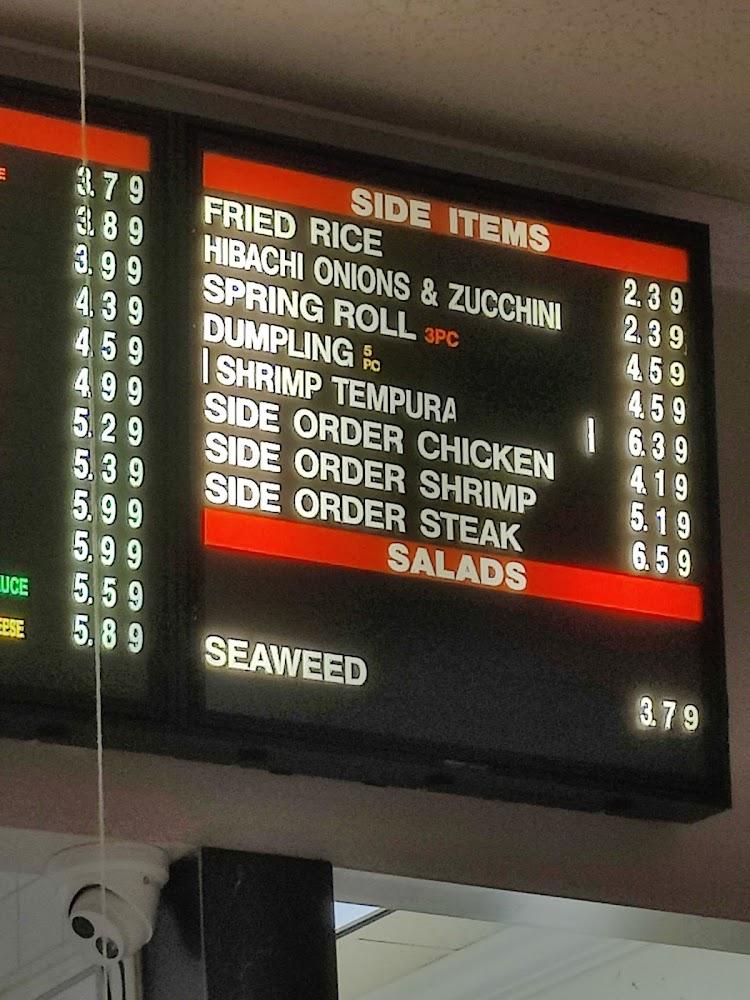 E
3.79
3.89
3.99
4.39
4.59
4.99
5.29
5.39
5.99
5.99
UCE 5.59
EESE 5.89
SIDE ITEMS
FRIED RICE 2.39
HIBACHI ONIONS & ZUCCHINI 2.39
SPRING ROLL 3PC 4.59
DUMPLING 5 PC 4.59
SHRIMP TEMPURA 6.39
SIDE ORDER CHICKEN 4.19
SIDE ORDER SHRIMP 5.19
SIDE ORDER STEAK 6.59
SALADS
SEAWEED 3.79